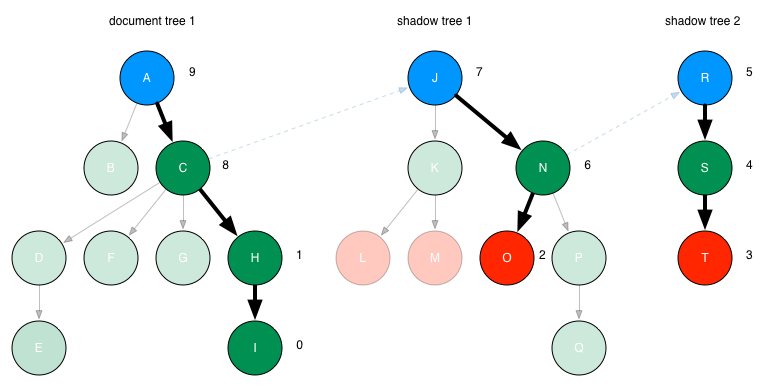 document tree 1 shadow tree 1 shadow tree 2
A 9 J 7 R 5
B C 8 K N 6 S 4
D F G H 1 L M O 2 P T 3
E I 0 Q